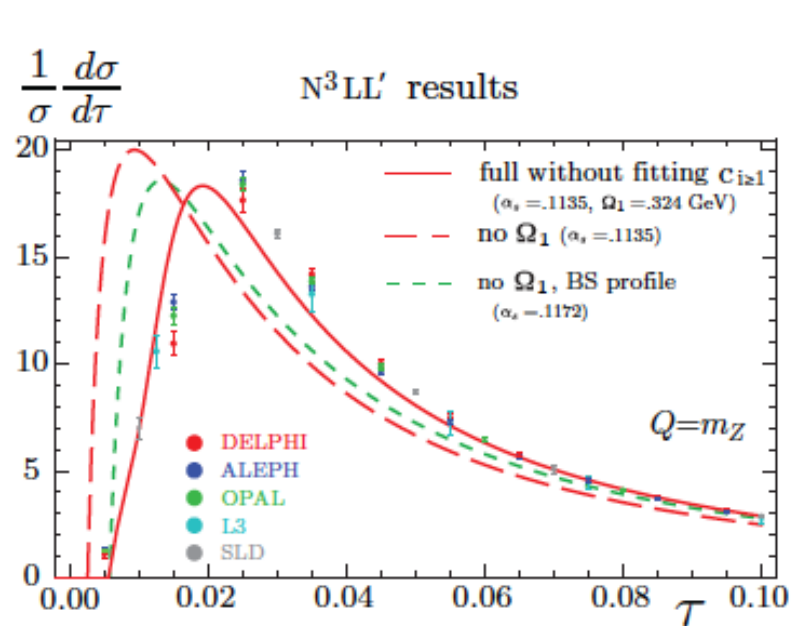 1/σ dσ/dτ
N³LL′ results
20
15
10
5
0
full without fitting c i≥1
(αs =.1135, Ω1 =.324 GeV)
no Ω1 (αs =.1135)
no Ω1, BS profile
(αs =.1172)
Q=mZ
DELPHI
ALEPH
OPAL
L3
SLD
0.00 0.02 0.04 0.06 0.08 τ 0.10